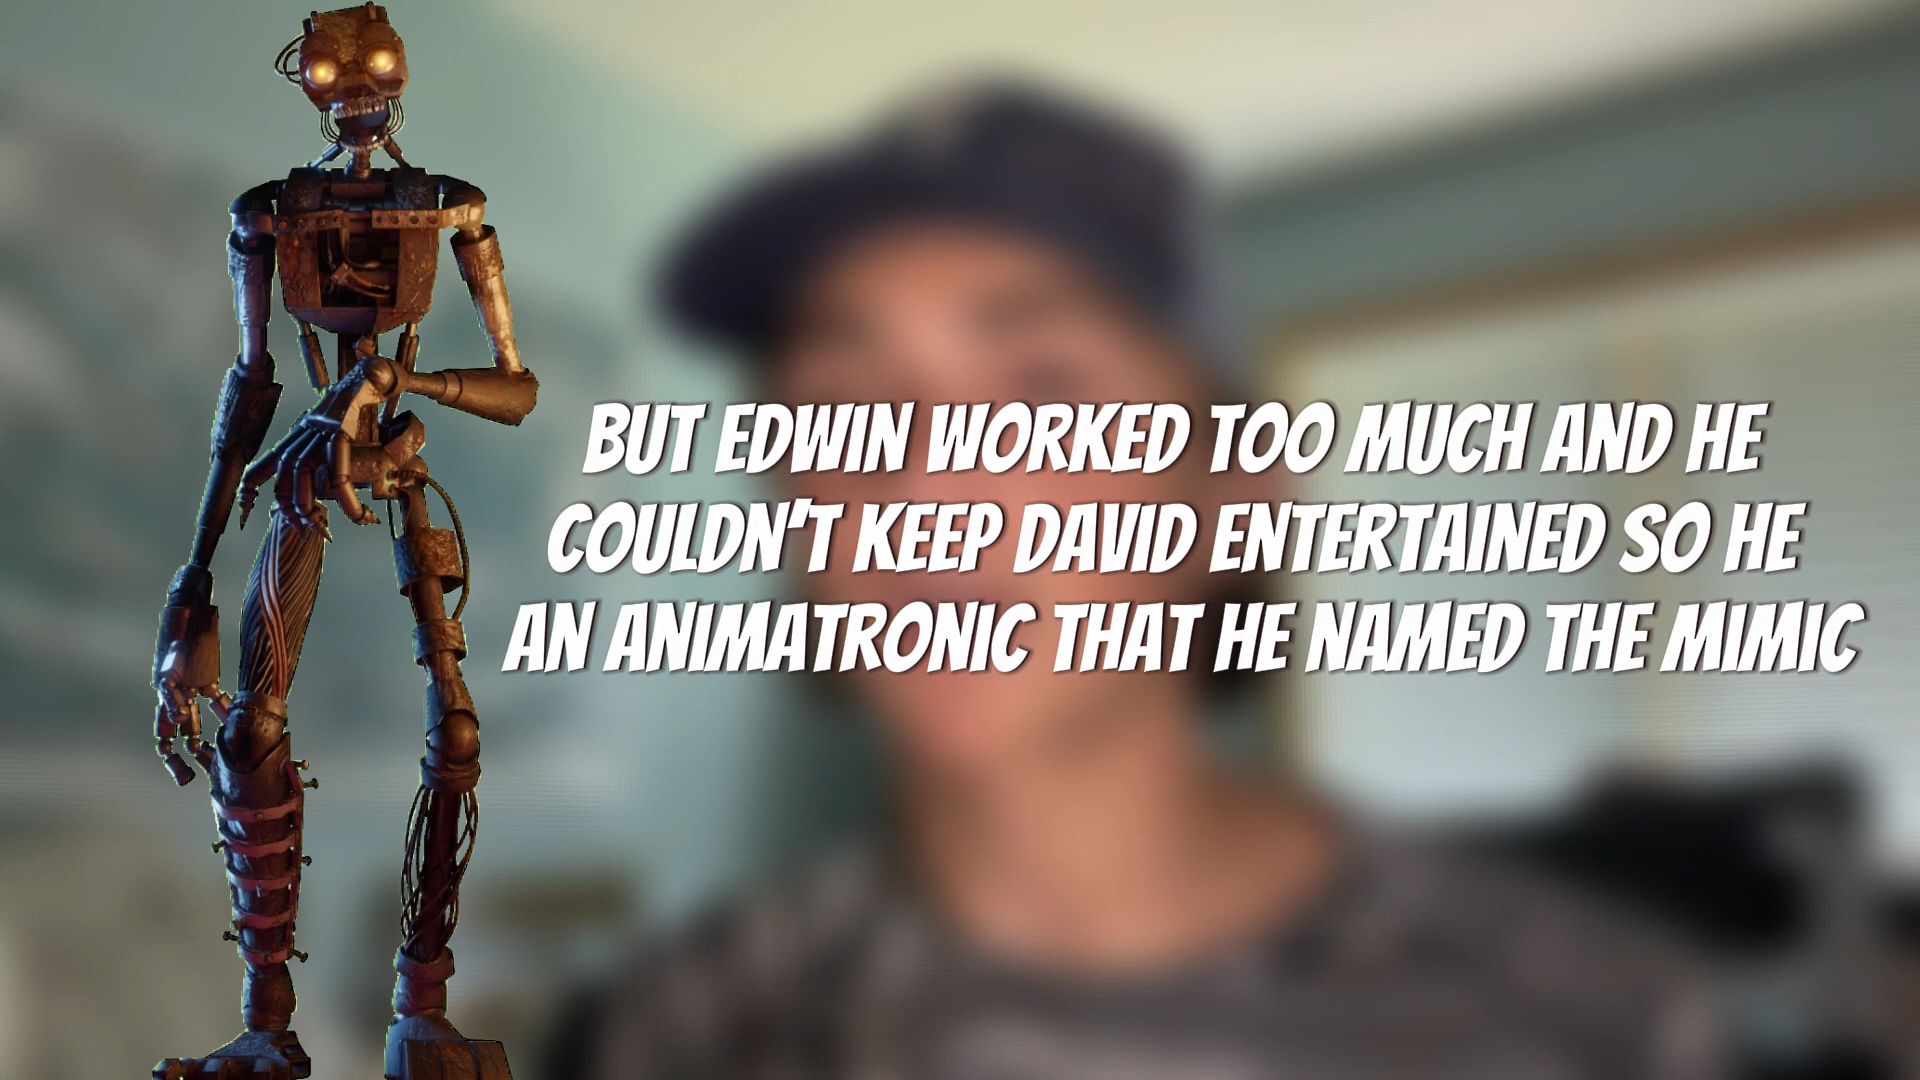 BUT EDWIN WORKED TOO MUCH AND HE
COULDN'T KEEP DAVID ENTERTAINED SO HE
AN ANIMATRONIC THAT HE NAMED THE MIMIC